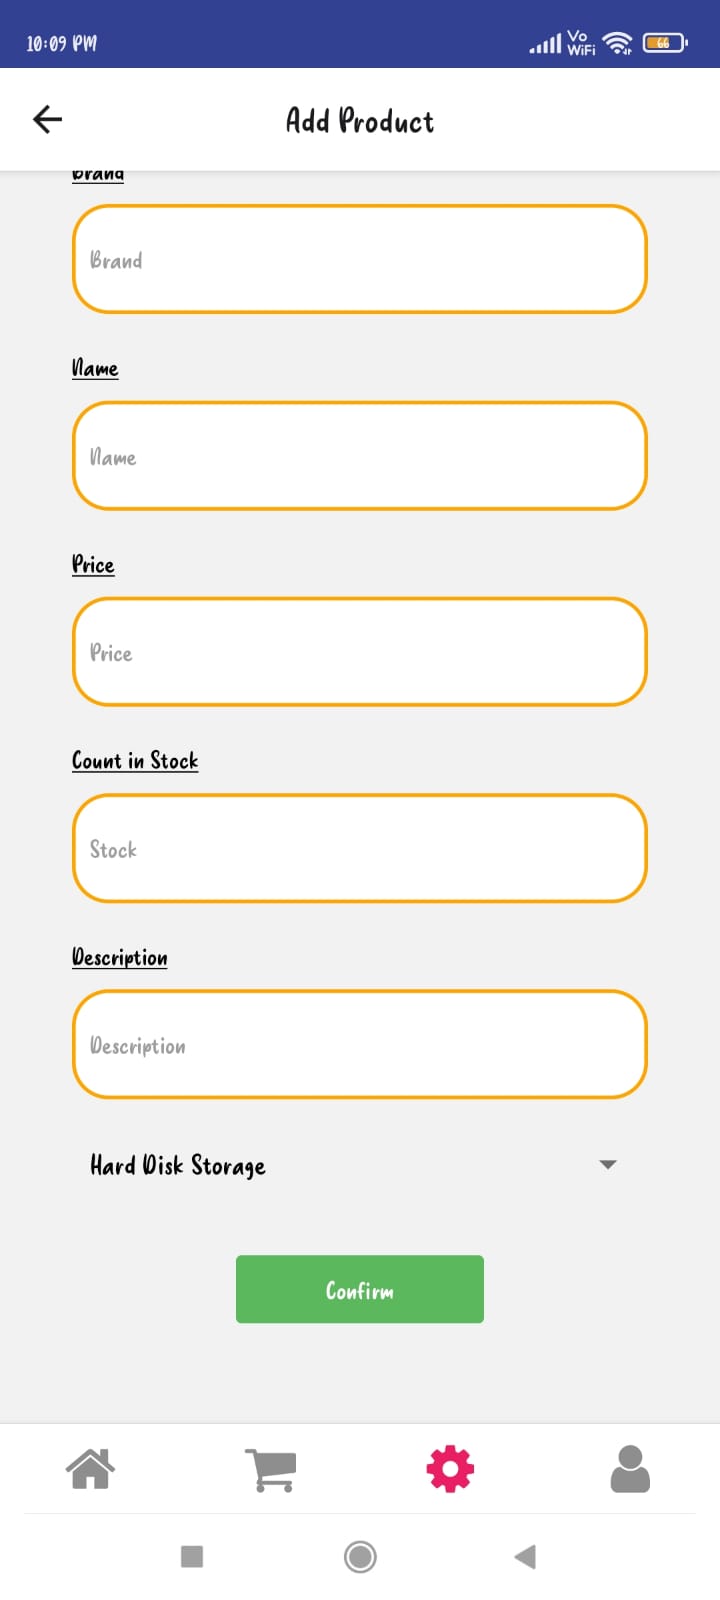 10:09 PM
Vo
WiFi
66
Add Product
Brand
Brand
Name
Name
Price
Price
Count in Stock
Stock
Description
Description
Hard Disk Storage
Confirm